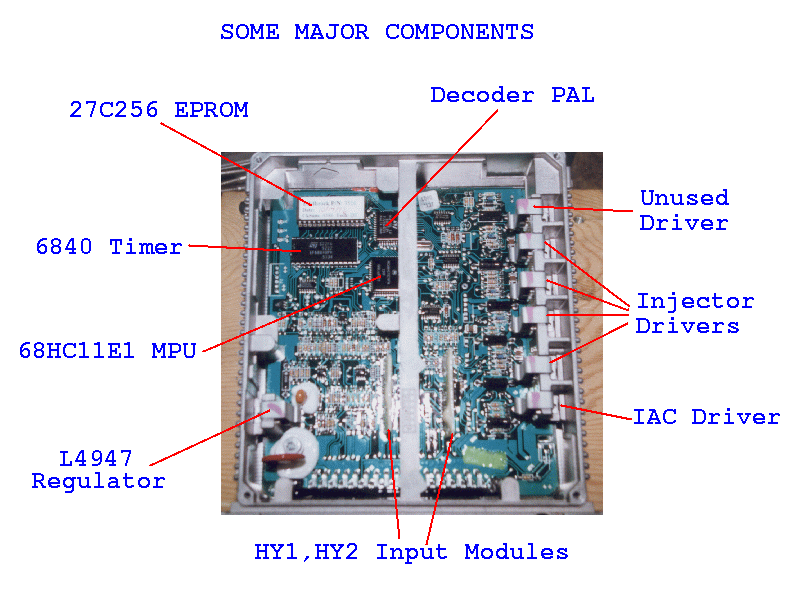 SOME MAJOR COMPONENTS
27C256 EPROM
Decoder PAL
Unused
Driver
6840 Timer
Injector
Drivers
68HC11E1 MPU
IAC Driver
L4947
Regulator
HY1,HY2 Input Modules